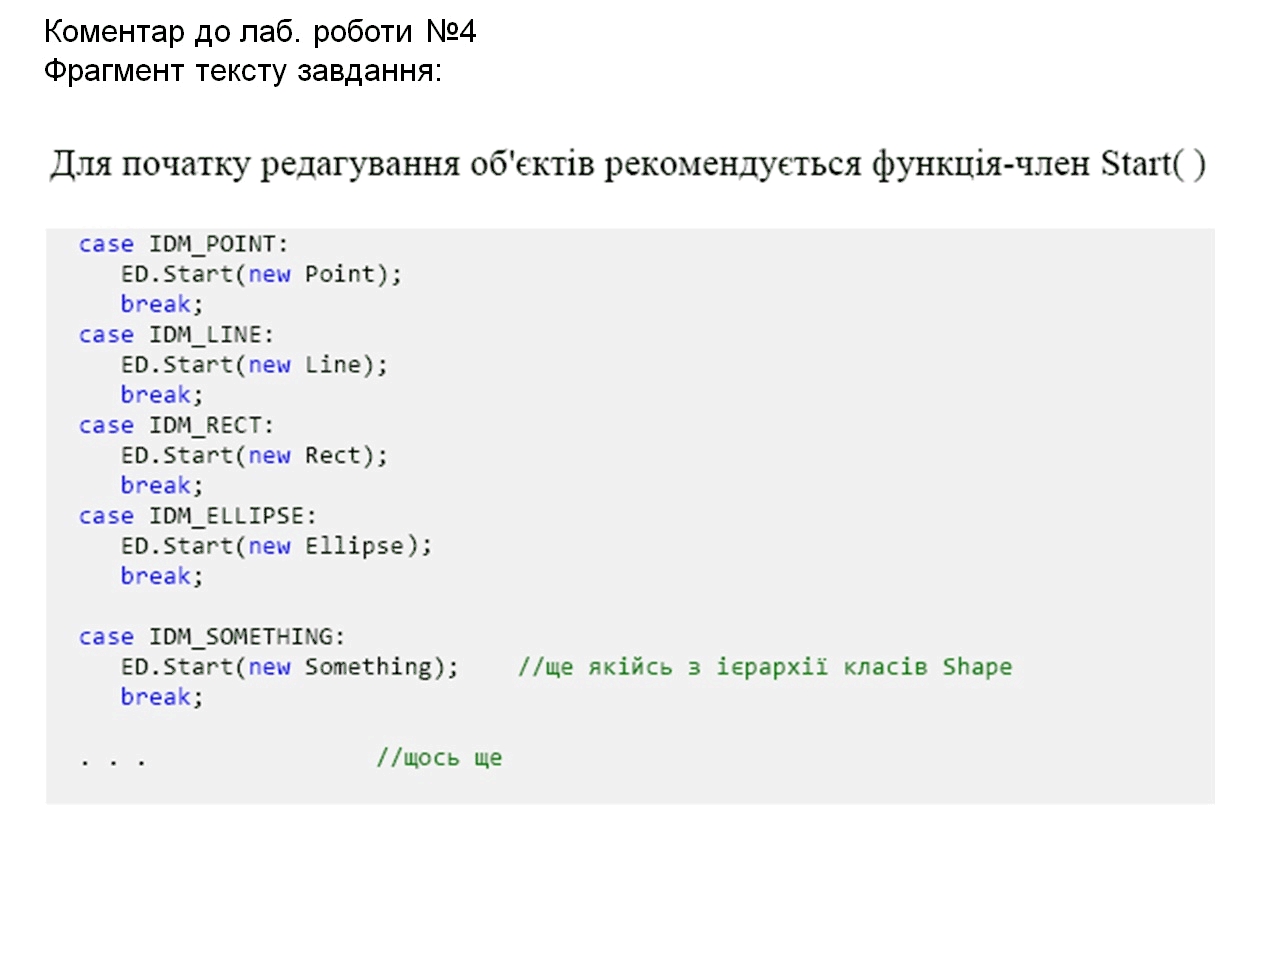 Коментар до лаб. роботи №4
Фрагмент тексту завдання:
Для початку редагування об'єктів рекомендується функція-член Start( )
case IDM_POINT:
ED.Start(new Point);
break;
case IDM_LINE:
ED.Start(new Line);
break;
case IDM_RECT:
ED.Start(new Rect);
break;
case IDM_ELLIPSE:
ED.Start(new Ellipse);
break;
case IDM_SOMETHING:
ED.Start(new Something); //ще якійсь з ієрархії класів Shape
break;
. . . //щось ще